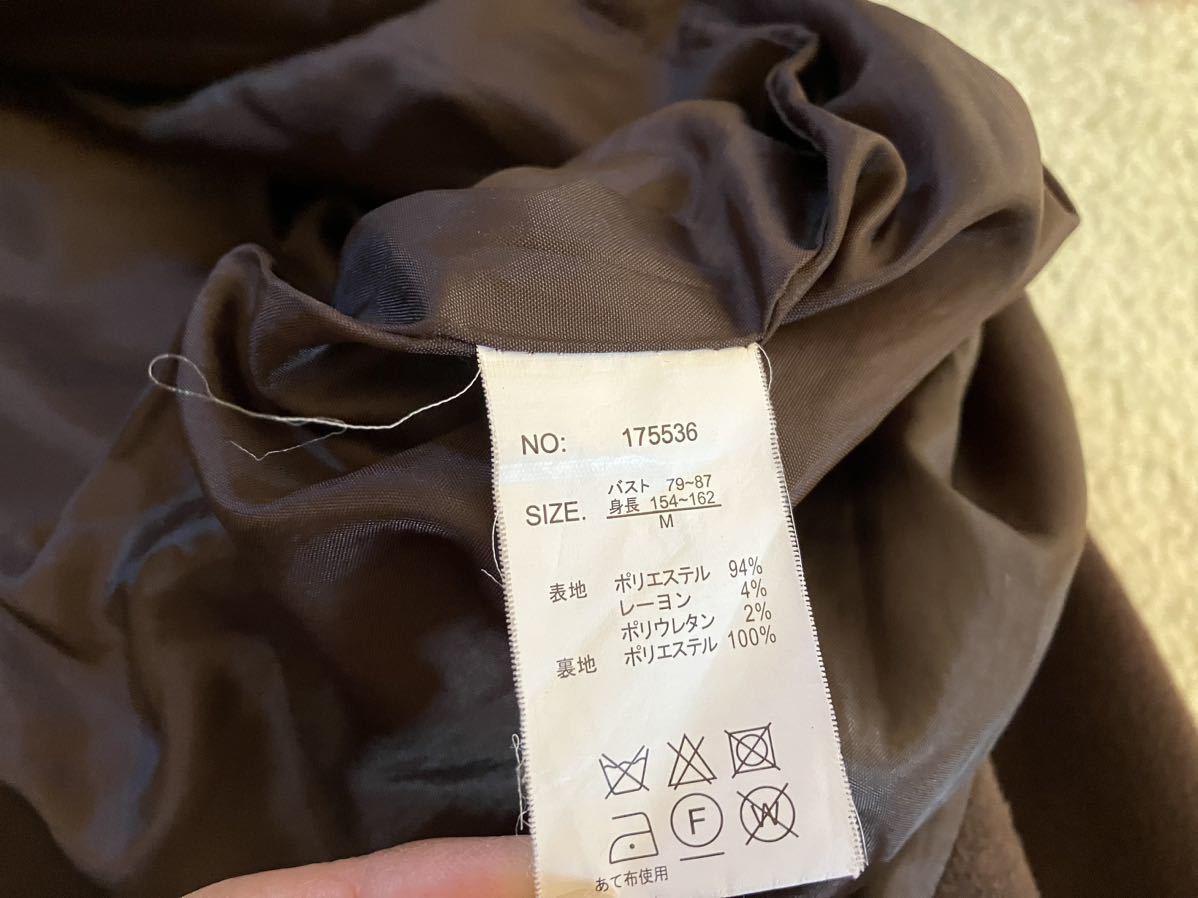 NO: 175536
バスト 79~87
SIZE. 身長 154~162
M
表地 ポリエステル 94%
レーヨン 4%
ポリウレタン 2%
裏地 ポリエステル 100%
F W
あて布使用